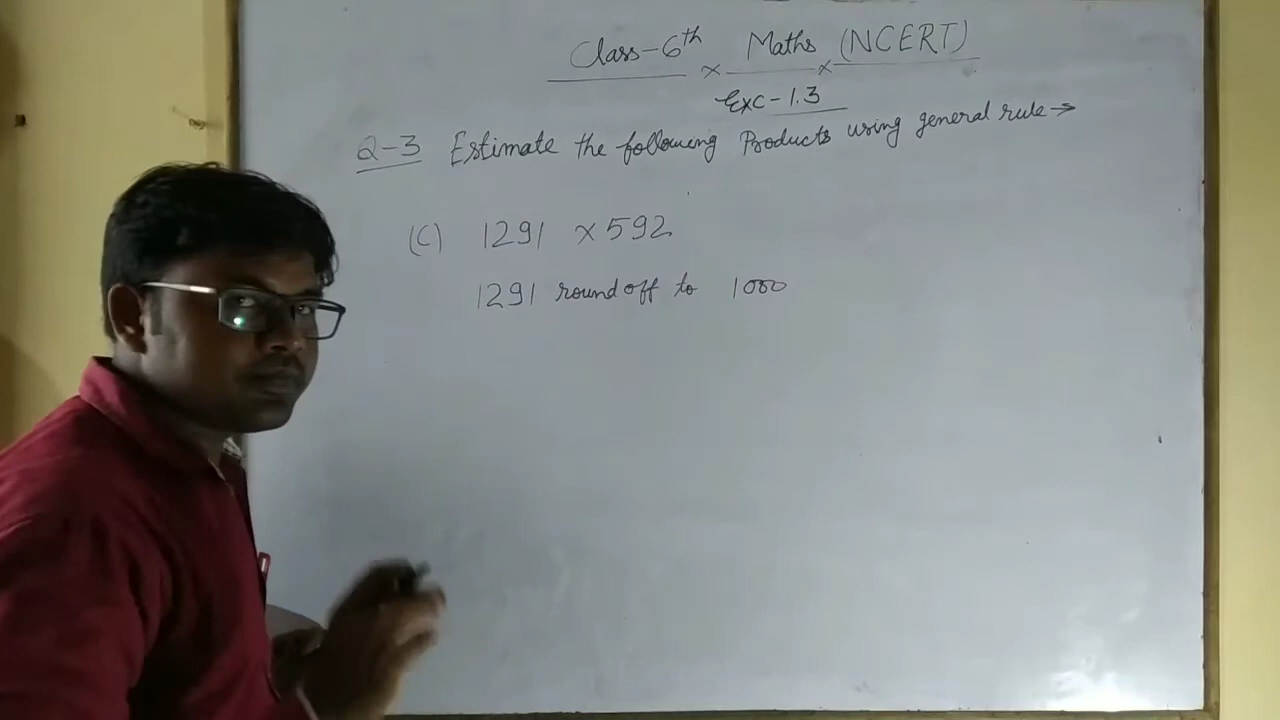 Class-6th Maths (NCERT)
Exc-1.3
Q-3 Estimate the following Products using general rule→
(C) 1291 × 592
1291 round off to 1000